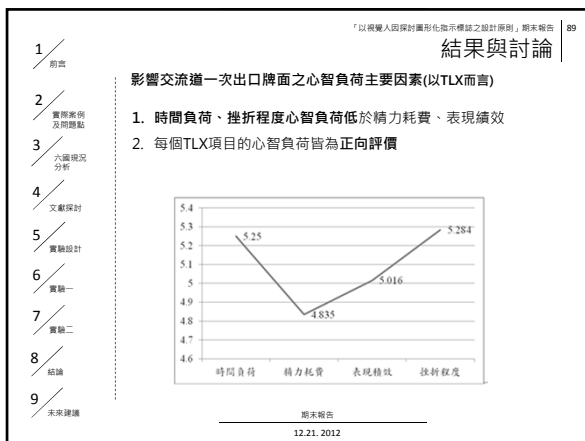 「以視覺人因探討圖形化指示標誌之設計原則」期末報告 89
結果與討論
1
前言
2
實際案例
及問題點
3
六國現況
分析
4
文獻探討
5
實驗設計
6
實驗一
7
實驗二
8
結論
9
未來建議
影響交流道一次出口牌面之心智負荷主要因素(以TLX而言)
1. 時間負荷、挫折程度心智負荷低於精力耗費、表現績效
2. 每個TLX項目的心智負荷皆為正向評價
5.4
5.3
5.2
5.1
5
4.9
4.8
4.7
4.6
5.25
4.835
5.016
5.284
時間負荷 精力耗費 表現績效 挫折程度
期末報告
12.21. 2012